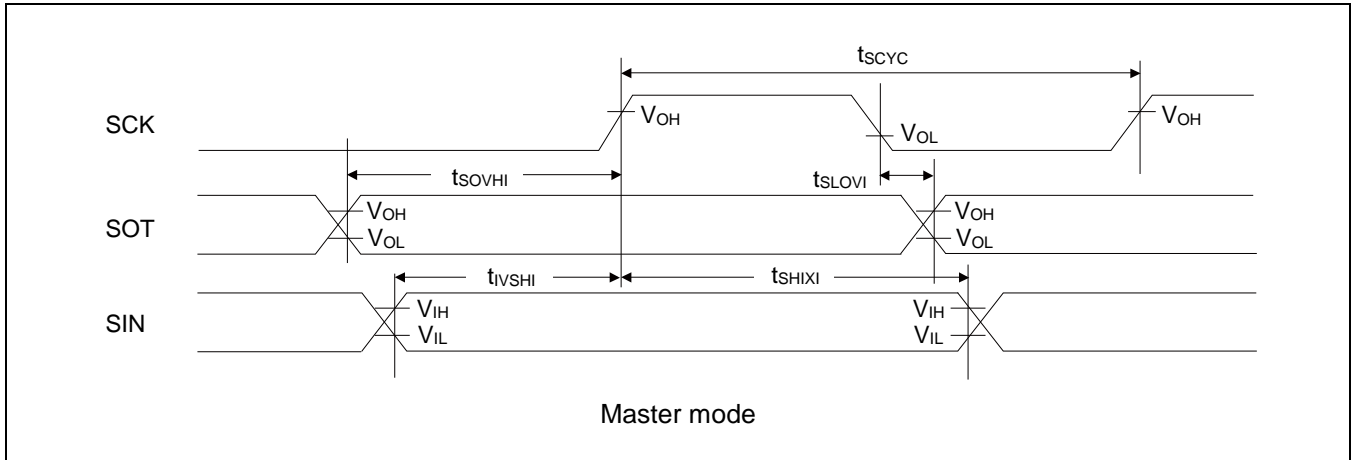 tSCYC
SCK
VOH
VOL
VOH
tSOVHI
tSLOVI
SOT
VOH
VOL
VOH
VOL
tIVSHI
tSHIXI
SIN
VIH
VIL
VIH
VIL
Master mode